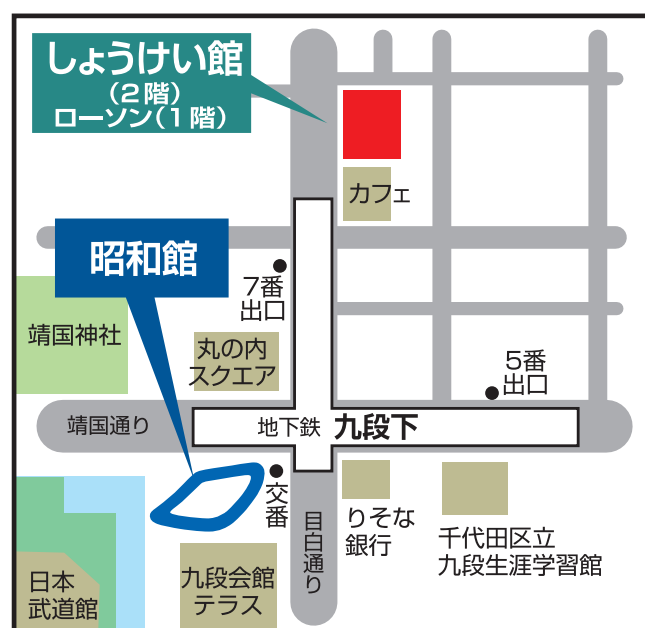 しょうけい館
（2階）
ローソン（1階）
カフェ
昭和館
7番
出口
靖国神社
丸の内
スクエア
5番
出口
靖国通り
地下鉄 九段下
交番
目白通り
りそな
銀行
千代田区立
九段生涯学習館
日本
武道館
九段会館
テラス